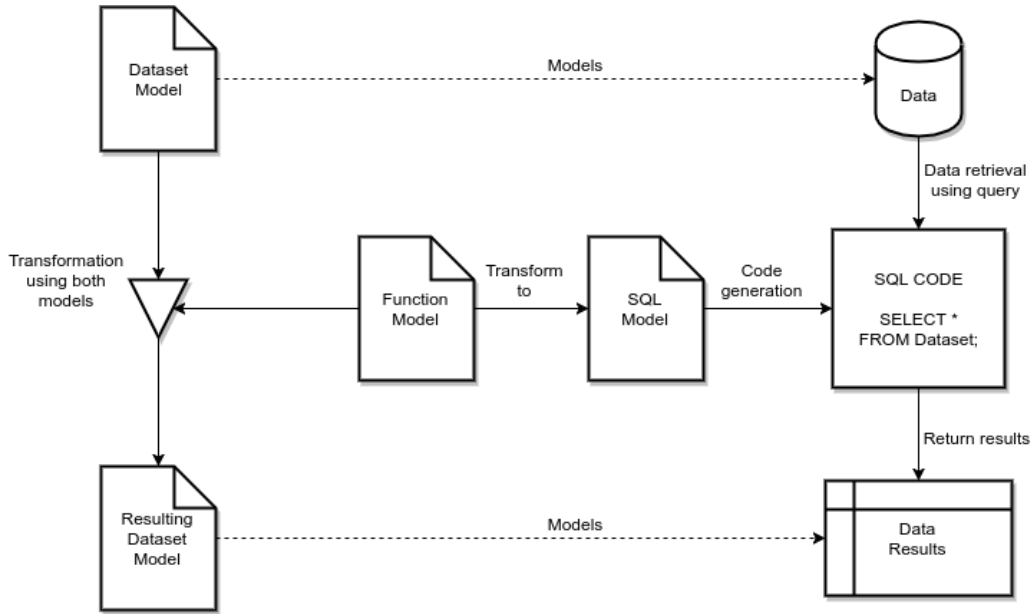 Dataset
Model
Models
Data
Data retrieval
using query
Transformation
using both
models
Function
Model
Transform
to
SQL
Model
Code
generation
SQL CODE
SELECT *
FROM Dataset;
Return results
Resulting
Dataset
Model
Models
Data
Results